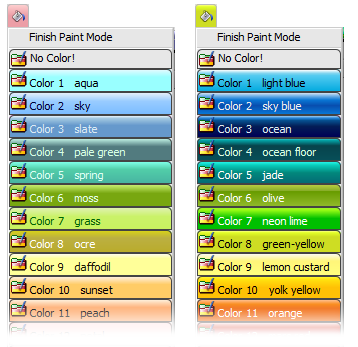 Finish Paint Mode
No Color!
Color 1 aqua
Color 2 sky
Color 3 slate
Color 4 pale green
Color 5 spring
Color 6 moss
Color 7 grass
Color 8 ocre
Color 9 daffodil
Color 10 sunset
Color 11 peach
Finish Paint Mode
No Color!
Color 1 light blue
Color 2 sky blue
Color 3 ocean
Color 4 ocean floor
Color 5 jade
Color 6 olive
Color 7 neon lime
Color 8 green-yellow
Color 9 lemon custard
Color 10 yolk yellow
Color 11 orange